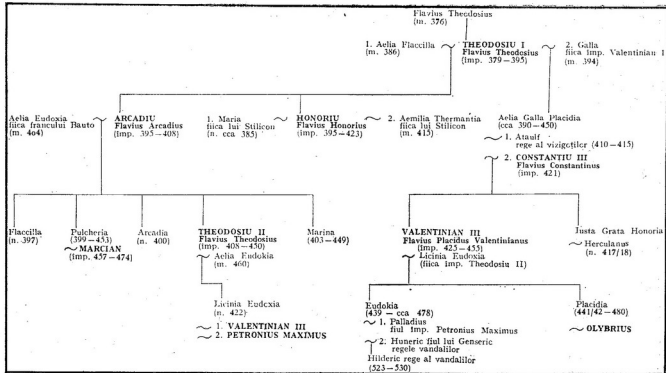 Flavius Theodosius
(m. 376)
1. Aelia Flaccilla
(m. 386)
THEODOSIU I
Flavius Theodosius
(imp. 379—395)
2. Galla
fiica imp. Valentinian I
(m. 394)
Aelia Eudoxia
fiica francului Bauto
(m. 404)
ARCADIU
Flavius Arcadius
(imp. 395—408)
1. Maria
fiica lui Stilicon
(n. cca 385)
HONORIU
Flavius Honorius
(imp. 395—423)
2. Aemilia Thermantia
fiica lui Stilicon
(m. 415)
Aelia Galla Placidia
(cca 390—450)
1. Ataulf
rege al vizigoților (410—415)
2. CONSTANTIU III
Flavius Constantinus
(imp. 421)
Flaccilla
(n. 397)
Pulcheria
(399—453)
MARCIAN
(imp. 457—474)
Arcadia
(n. 400)
THEODOSIU II
Flavius Theodosius
(imp. 408—450)
Aelia Eudokia
(m. 460)
Marina
(403—449)
VALENTINIAN III
Flavius Placidus Valentinianus
(imp. 425—455)
Licinia Eudoxia
(fiica imp. Theodosiu II)
Justa Grata Honoria
Herculanus
(n. 417/18)
Licinia Eudoxia
(n. 422)
1. VALENTINIAN III
2. PETRONIUS MAXIMUS
Eudokia
(439 — cca 478)
1. Palladius
fiul Imp. Petronius Maximus
2. Huneric fiul lui Genseric
regele vandalilor
Hilderic rege al vandalilor
(523—530)
Placidia
(441/42—480)
OLYBRIUS